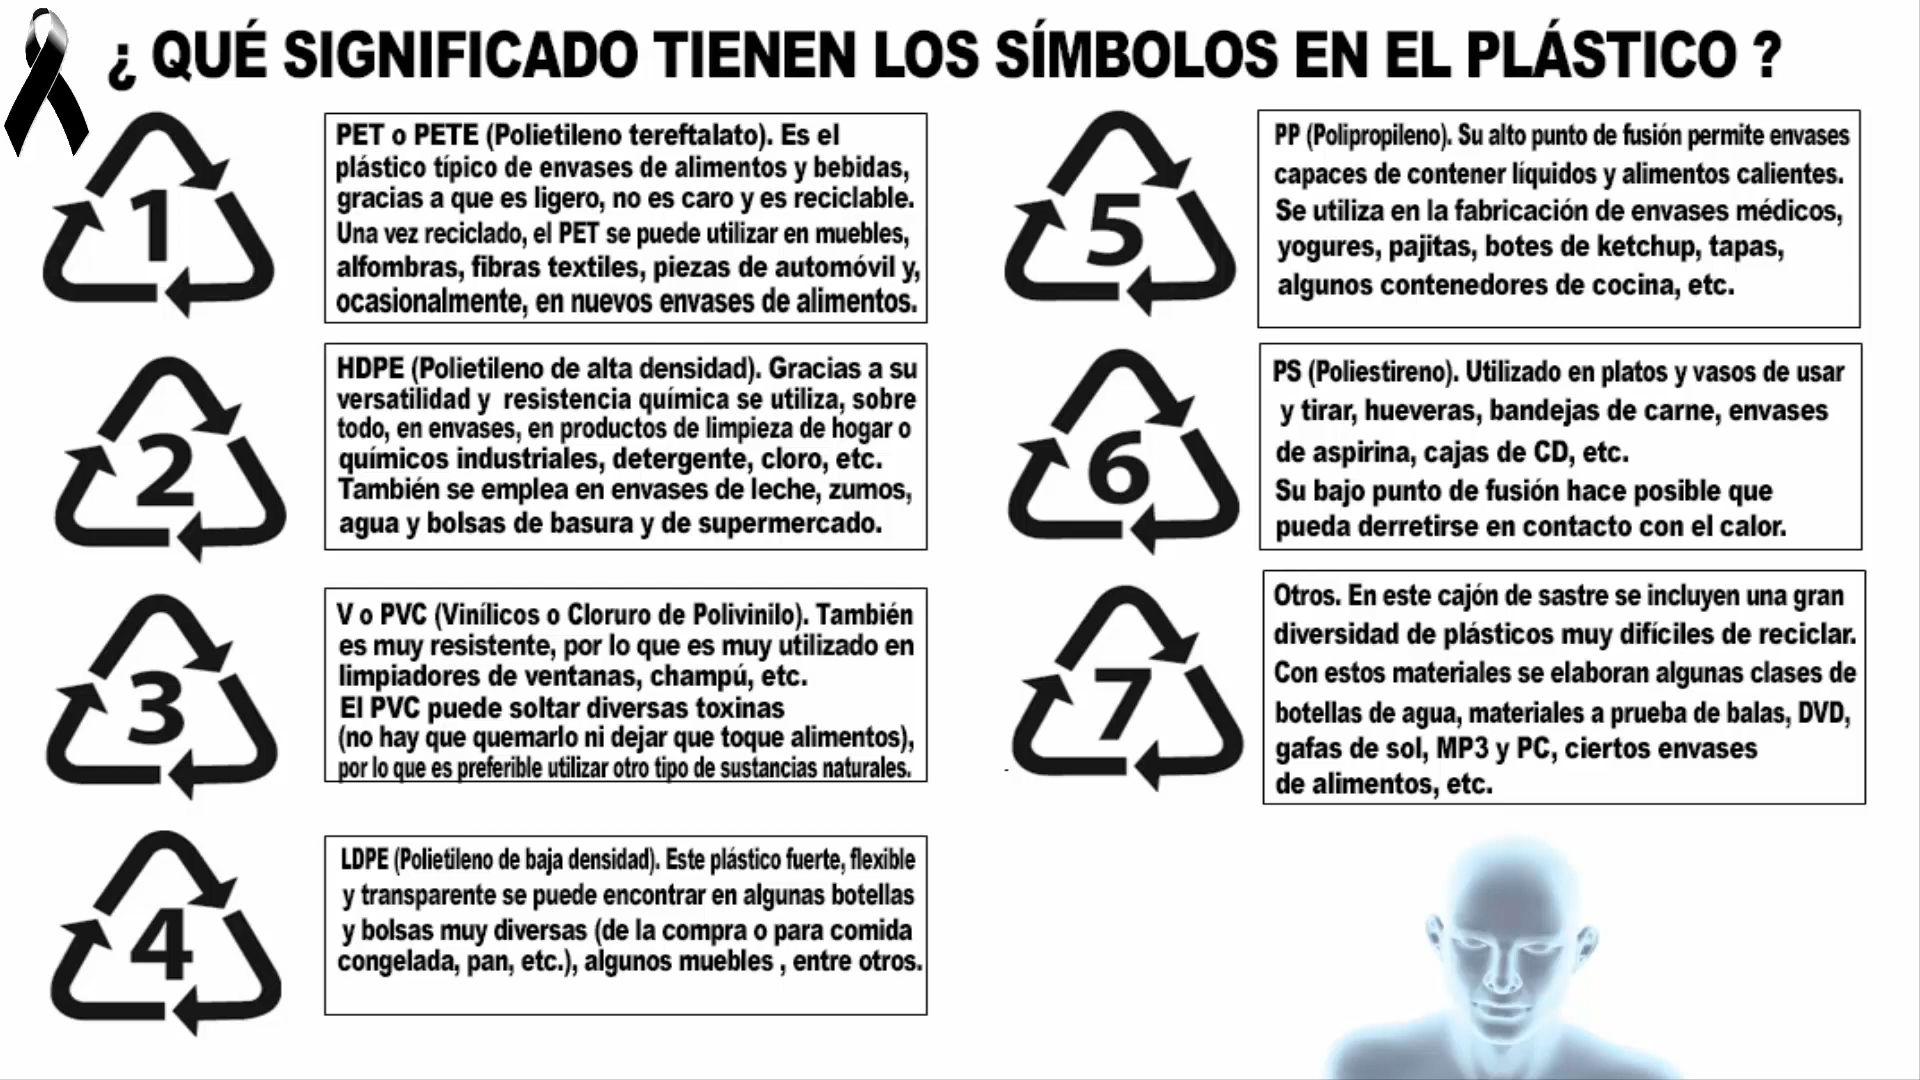 ¿ QUÉ SIGNIFICADO TIENEN LOS SÍMBOLOS EN EL PLÁSTICO ?
1
PET o PETE (Polietileno tereftalato). Es el
plástico típico de envases de alimentos y bebidas,
gracias a que es ligero, no es caro y es reciclable.
Una vez reciclado, el PET se puede utilizar en muebles,
alfombras, fibras textiles, piezas de automóvil y,
ocasionalmente, en nuevos envases de alimentos.
2
HDPE (Polietileno de alta densidad). Gracias a su
versatilidad y resistencia química se utiliza, sobre
todo, en envases, en productos de limpieza de hogar o
químicos industriales, detergente, cloro, etc.
También se emplea en envases de leche, zumos,
agua y bolsas de basura y de supermercado.
3
V o PVC (Vinílicos o Cloruro de Polivinilo). También
es muy resistente, por lo que es muy utilizado en
limpiadores de ventanas, champú, etc.
El PVC puede soltar diversas toxinas
(no hay que quemarlo ni dejar que toque alimentos),
por lo que es preferible utilizar otro tipo de sustancias naturales.
4
LDPE (Polietileno de baja densidad). Este plástico fuerte, flexible
y transparente se puede encontrar en algunas botellas
y bolsas muy diversas (de la compra o para comida
congelada, pan, etc.), algunos muebles , entre otros.
5
PP (Polipropileno). Su alto punto de fusión permite envases
capaces de contener líquidos y alimentos calientes.
Se utiliza en la fabricación de envases médicos,
yogures, pajitas, botes de ketchup, tapas,
algunos contenedores de cocina, etc.
6
PS (Poliestireno). Utilizado en platos y vasos de usar
y tirar, hueveras, bandejas de carne, envases
de aspirina, cajas de CD, etc.
Su bajo punto de fusión hace posible que
pueda derretirse en contacto con el calor.
7
Otros. En este cajón de sastre se incluyen una gran
diversidad de plásticos muy difíciles de reciclar.
Con estos materiales se elaboran algunas clases de
botellas de agua, materiales a prueba de balas, DVD,
gafas de sol, MP3 y PC, ciertos envases
de alimentos, etc.